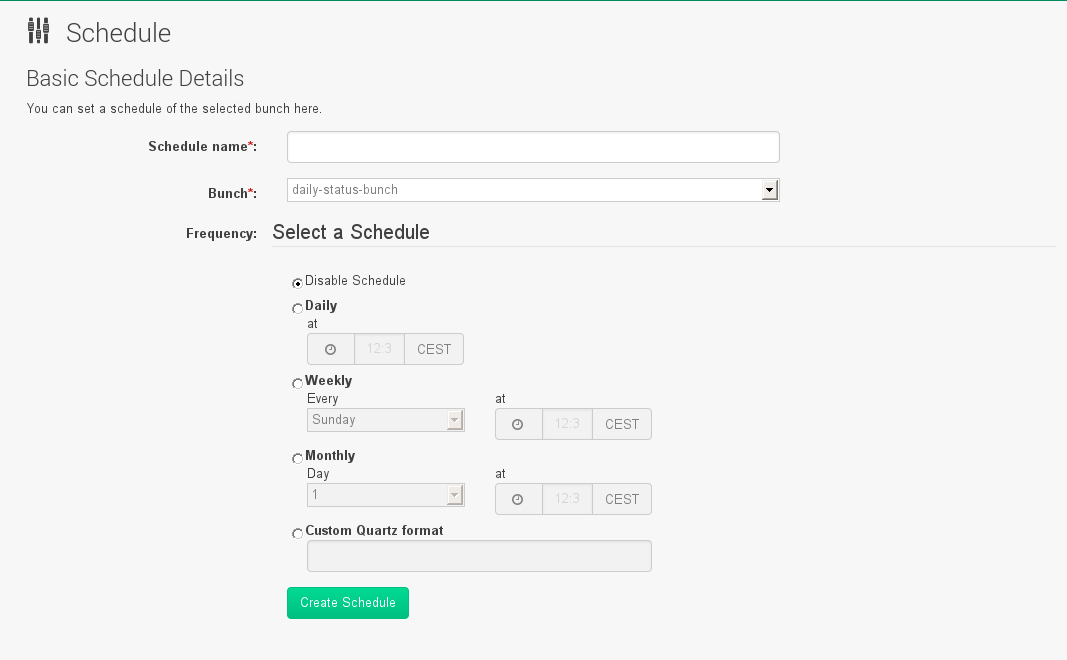 Schedule
Basic Schedule Details
You can set a schedule of the selected bunch here.
Schedule name*:
Bunch*: daily-status-bunch
Frequency: Select a Schedule
Disable Schedule
Daily
at
12:3 CEST
Weekly
Every at
Sunday 12:3 CEST
Monthly
Day at
1 12:3 CEST
Custom Quartz format
Create Schedule